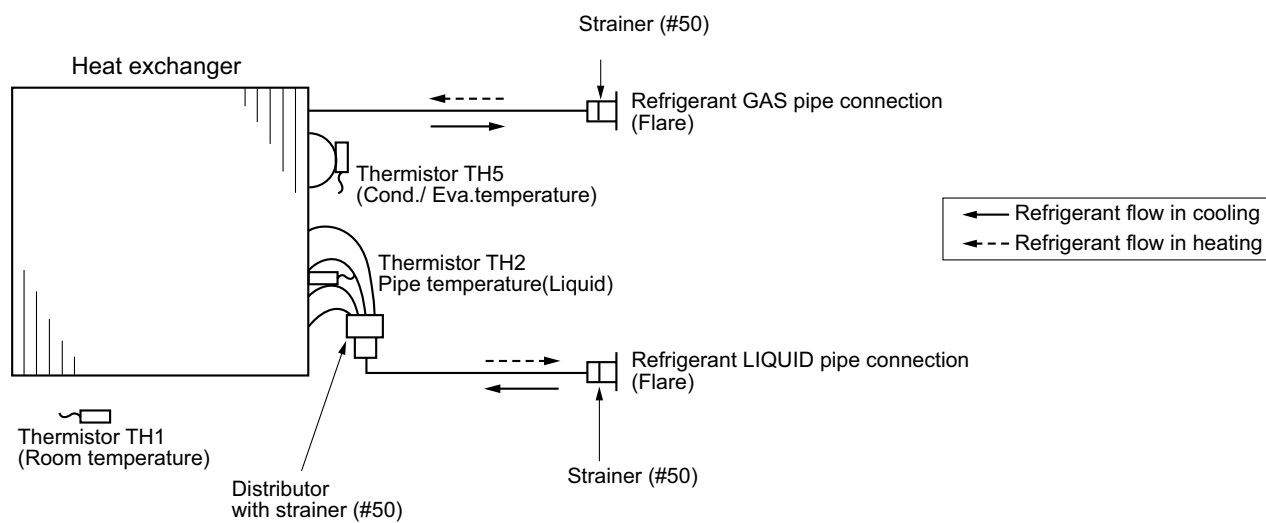 Strainer (#50)
Heat exchanger
Refrigerant GAS pipe connection
(Flare)
Thermistor TH5
(Cond./ Eva.temperature)
Refrigerant flow in cooling
Refrigerant flow in heating
Thermistor TH2
Pipe temperature(Liquid)
Refrigerant LIQUID pipe connection
(Flare)
Thermistor TH1
(Room temperature)
Strainer (#50)
Distributor
with strainer (#50)